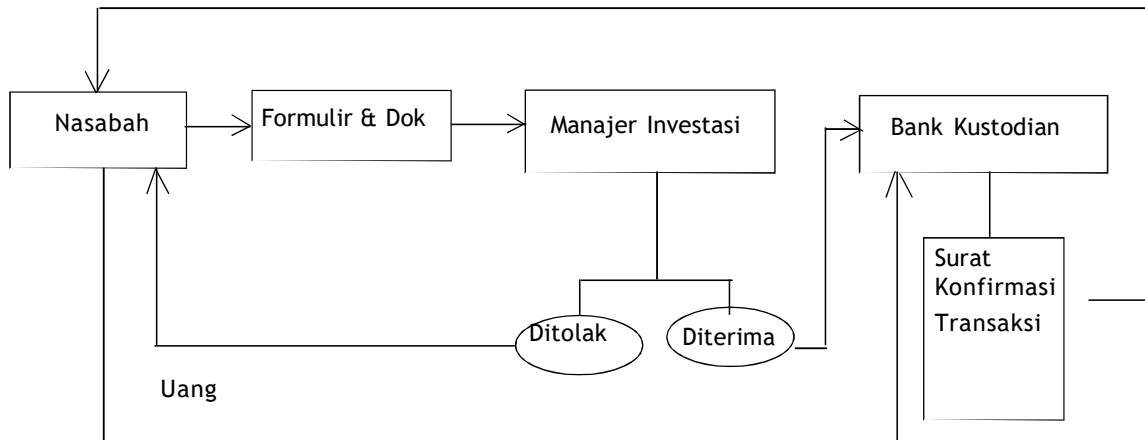 Nasabah
Formulir & Dok
Manajer Investasi
Bank Kustodian
Surat
Konfirmasi
Transaksi
Ditolak
Diterima
Uang